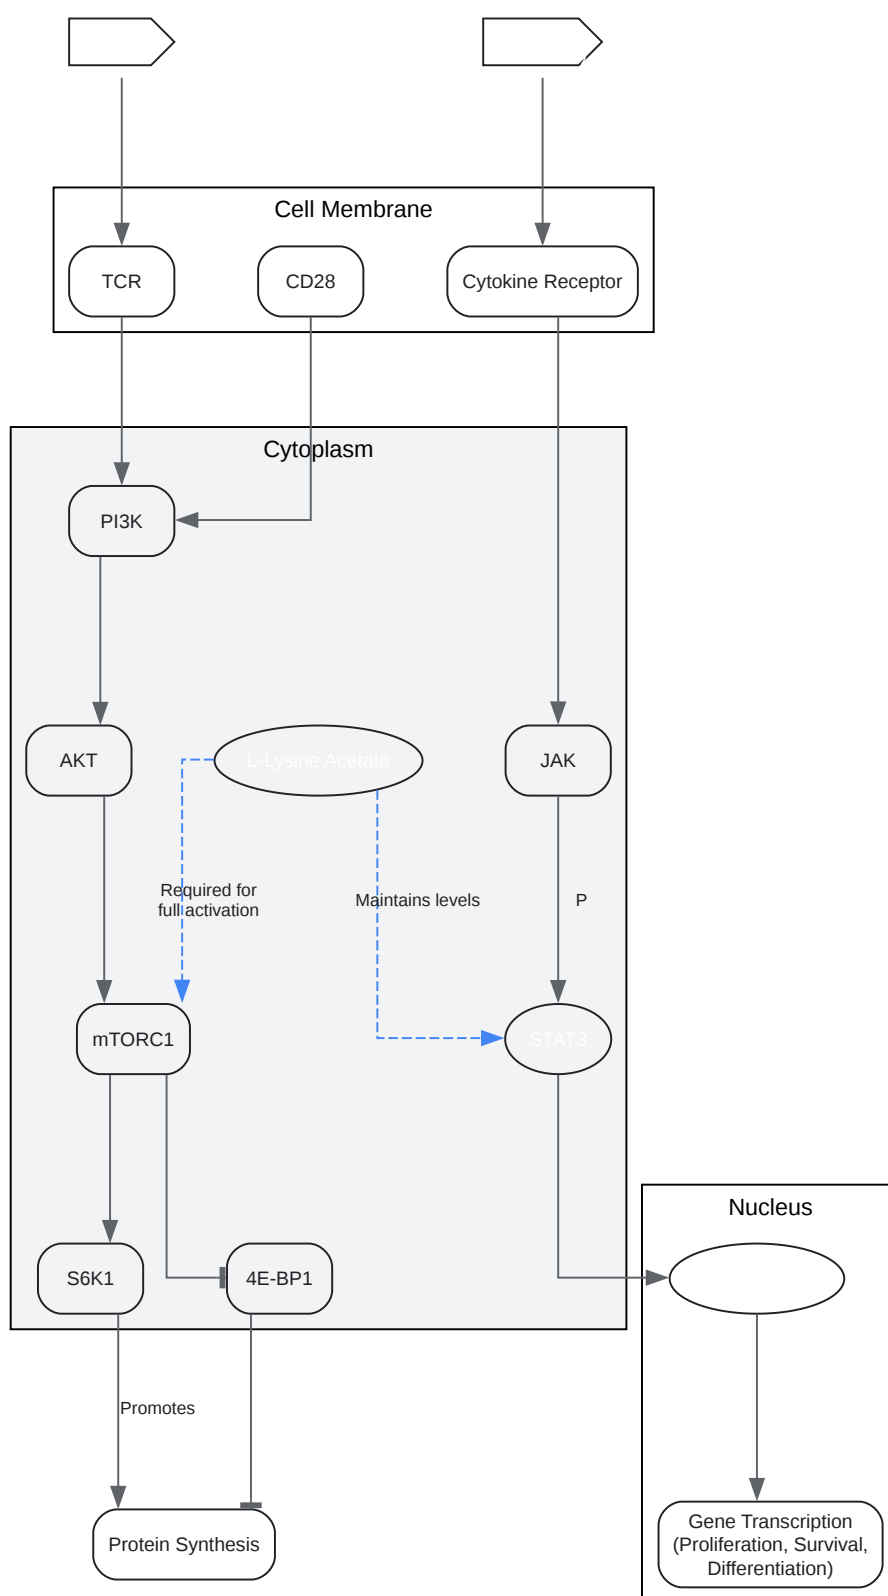 Cell Membrane
TCR
CD28
Cytokine Receptor
Cytoplasm
PI3K
AKT
L-Lysine Acetate
JAK
Required for
full activation
Maintains levels
P
mTORC1
STAT3
Nucleus
S6K1
4E-BP1
Promotes
Protein Synthesis
Gene Transcription
(Proliferation, Survival,
Differentiation)